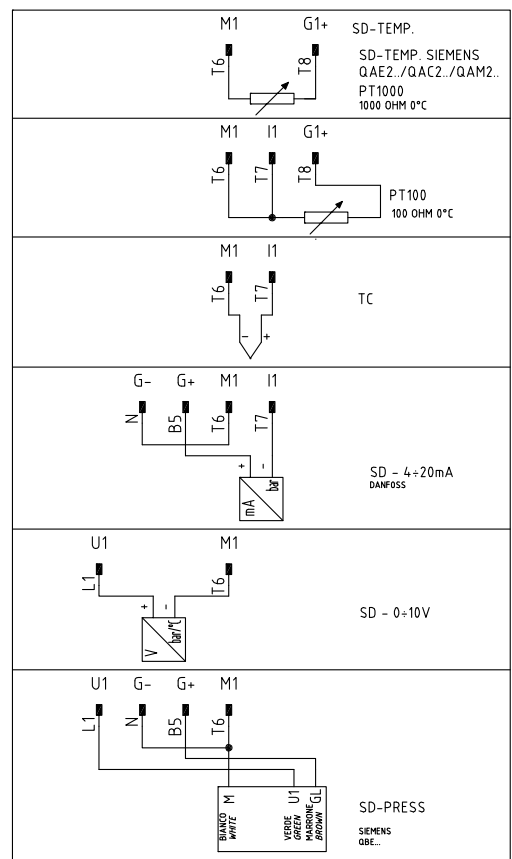 M1 G1+ SD-TEMP.
T6 T8 SD-TEMP. SIEMENS
QAE2../QAC2../QAM2..
PT1000
1000 OHM 0°C
M1 I1 G1+
T6 T7 T8
PT100
100 OHM 0°C
M1 I1
T6 T7
TC
- +
G- G+ M1 I1
N B5 T6 T7
+ -
mA bar
SD - 4÷20mA
DANFOSS
U1 M1
L1 T6
+ -
V bar/°C
SD - 0÷10V
U1 G- G+ M1
L1 N B5 T6
M U1 GL
BIANCO
WHITE
VERDE
GREEN
MARRONE
BROWN
SD-PRESS
SIEMENS
QBE...